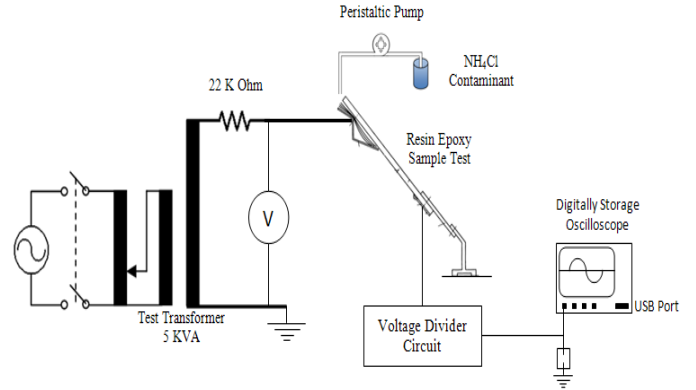 Peristaltic Pump
NH₄Cl
Contaminant
22 K Ohm
Resin Epoxy
Sample Test
Digitally Storage
Oscilloscope
V
USB Port
Test Transformer
5 KVA
Voltage Divider
Circuit